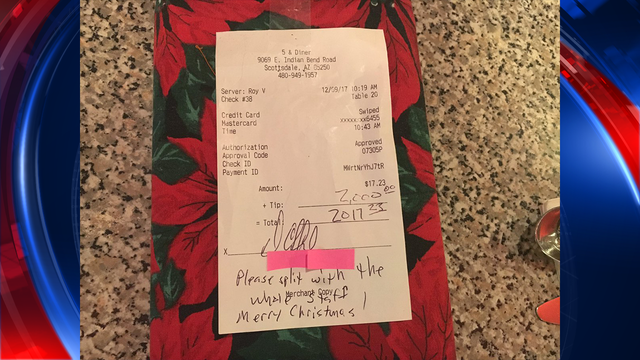 5 & Diner
9069 E. Indian Bend Road
Scottsdale, AZ 85250
480-949-1957
Server: Roy V 12/09/17 10:19 AM
Check #38 Table 20
Credit Card Swiped
Mastercard xxxxx:xx6455
Time 10:43 AM
Authorization Approved
Approval Code 07305P
Check ID
Payment ID MWrtNrYhJ7tR
Amount: $17.23
+ Tip: 2,000 00
= Total: 2017 23
X
Please split with the
whole staff!
Merchant Copy
Merry Christmas